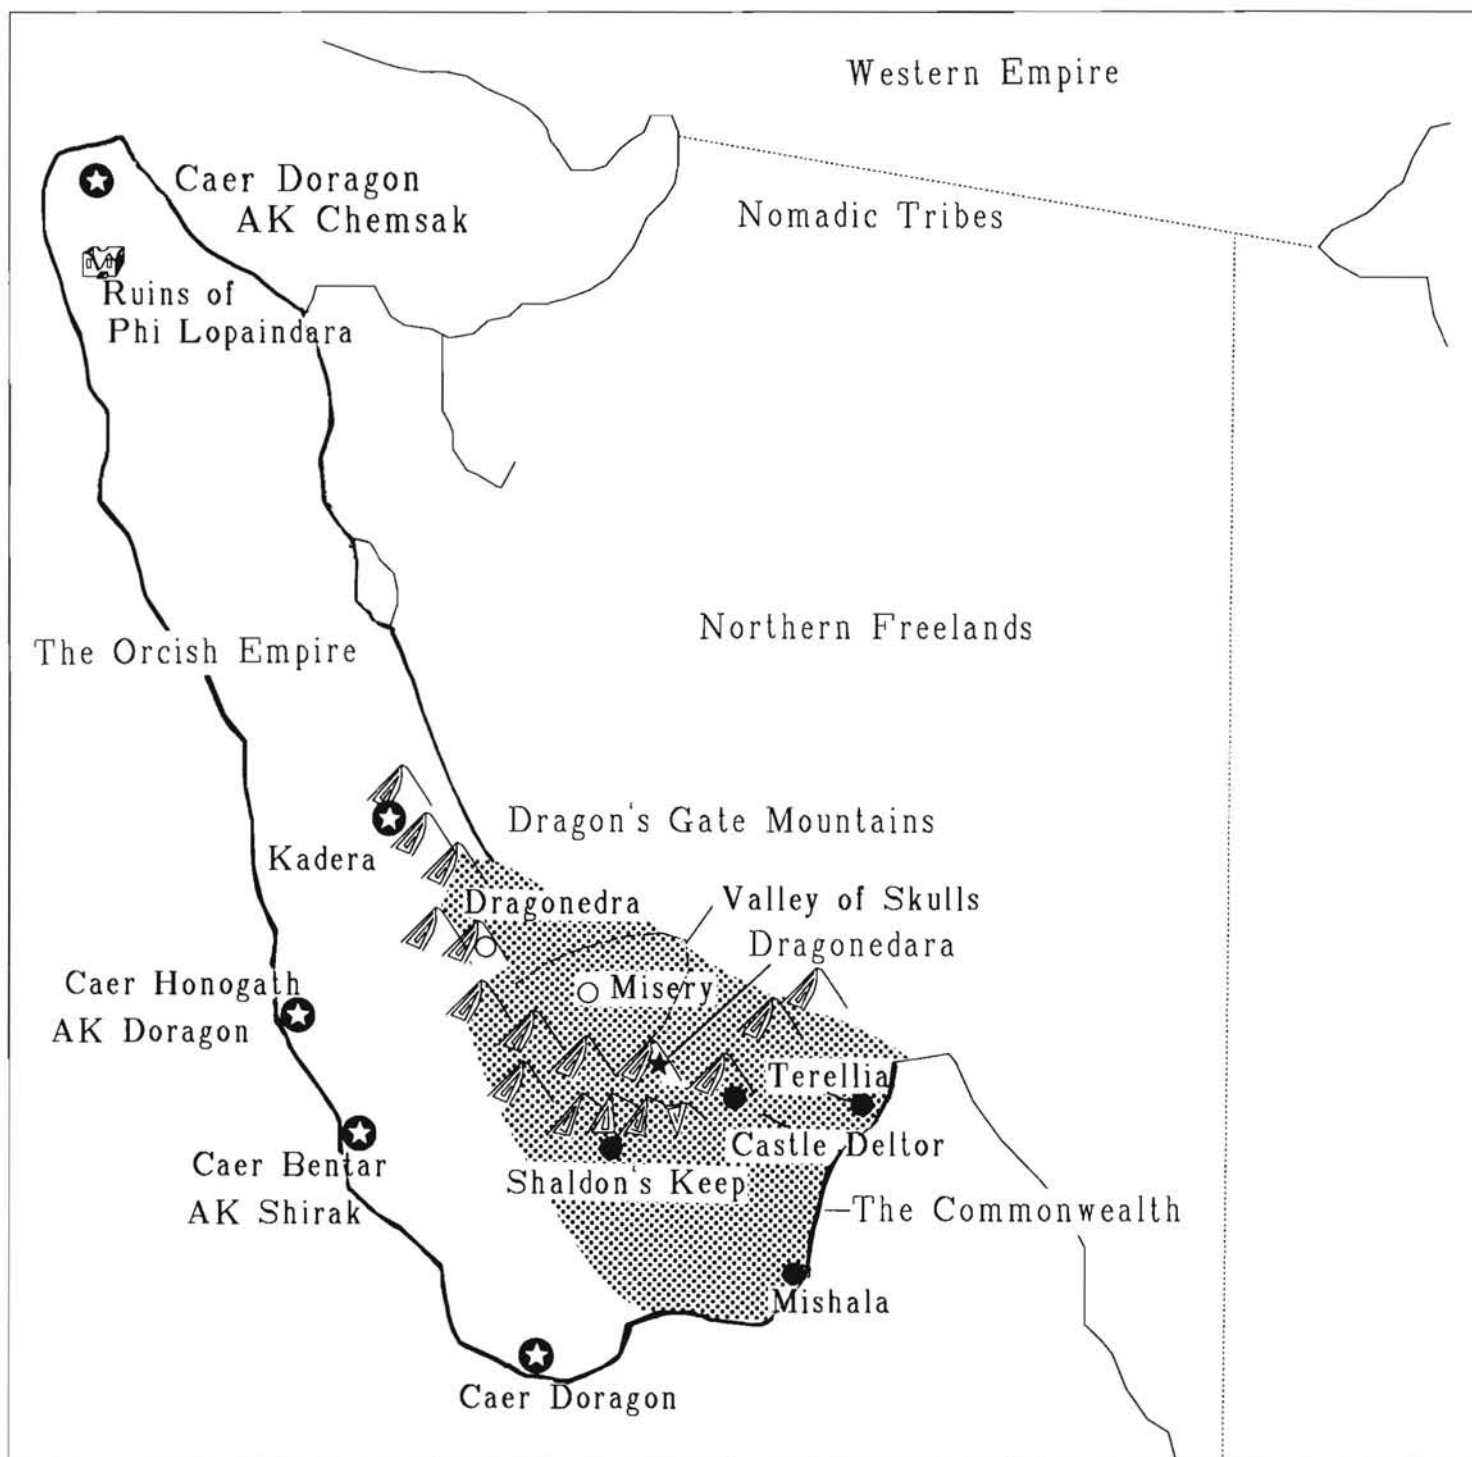 Western Empire
Caer Doragon
AK Chemsak
Nomadic Tribes
Ruins of
Phi Lopaindara
Northern Freelands
The Orcish Empire
Dragon's Gate Mountains
Kadera
Dragonedra
Valley of Skulls
Dragonedara
Caer Honogath
AK Doragon
Misery
Terellia
Castle Deltor
Caer Bentar
AK Shirak
Shaldon's Keep
The Commonwealth
Mishala
Caer Doragon